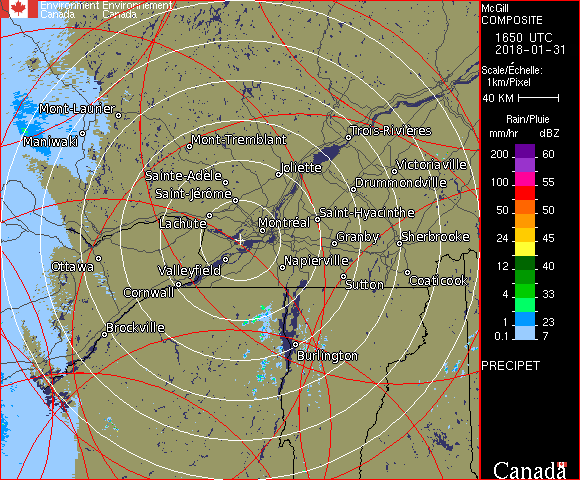 Environment Environnement
Canada Canada
McGill
COMPOSITE
1650 UTC
2018-01-31
Scale/Échelle:
1km/Pixel
40 KM
Rain/Pluie
mm/hr dBZ
200 60
100 55
50 50
24 45
12 40
4 33
1 23
0.1 7
PRECIPET
Canada
Mont-Laurier
Maniwaki
Mont-Tremblant
Trois-Rivières
Sainte-Adèle
Joliette
Victoriaville
Saint-Jérôme
Drummondville
Lachute
Montréal
Saint-Hyacinthe
Granby
Sherbrooke
Ottawa
Valleyfield
Napierville
Cornwall
Sutton
Coaticook
Brockville
Burlington